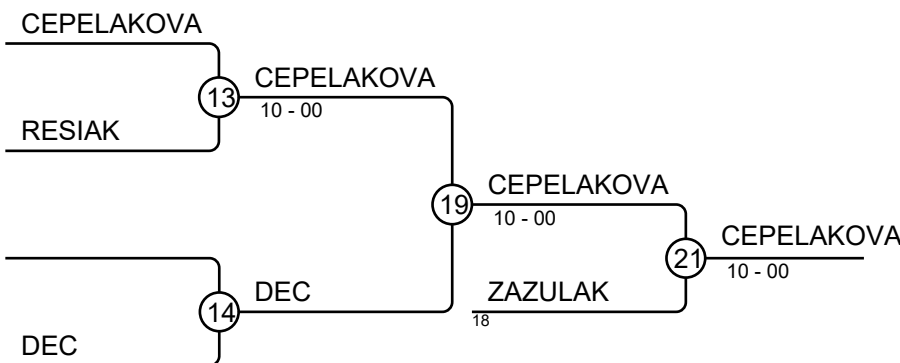 CEPELAKOVA
13
CEPELAKOVA
10 - 00
RESIAK
19
CEPELAKOVA
10 - 00
21
CEPELAKOVA
10 - 00
14
DEC
ZAZULAK
18
DEC